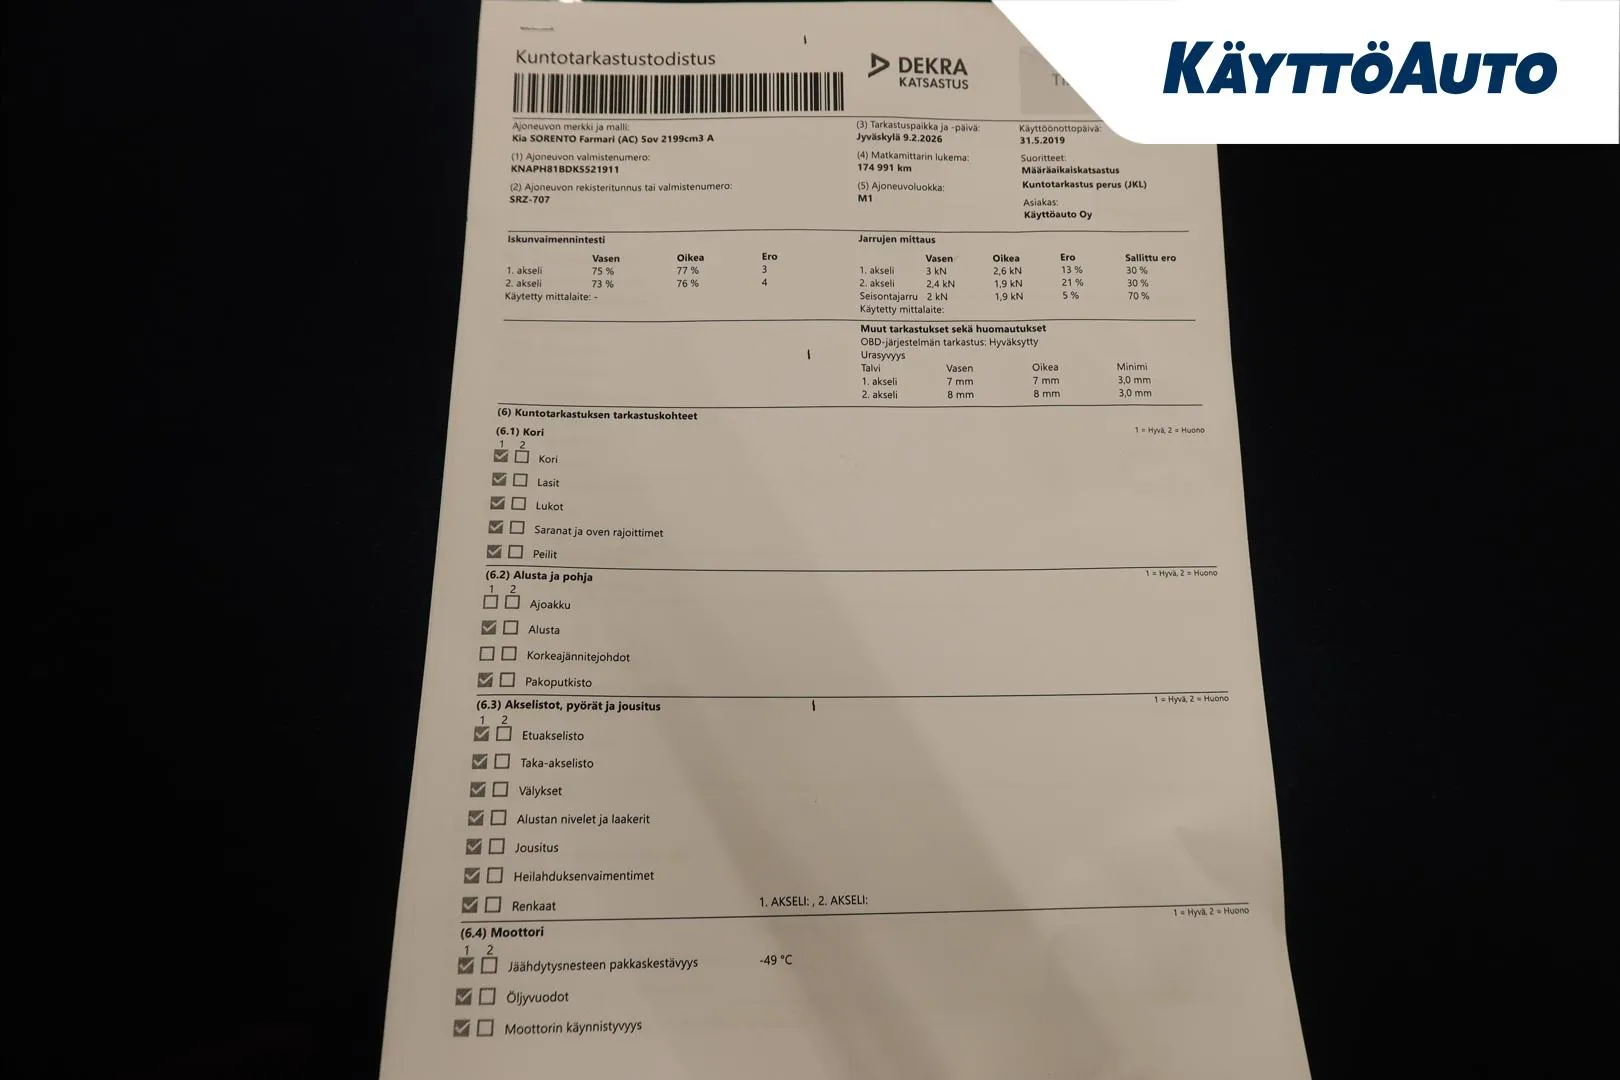 KÄYTTÖAUTO
Kuntotarkastustodistus
DEKRA
KATSASTUS
Ajoneuvon merkki ja malli:
Kia SORENTO Farmari (AC) 5ov 2199cm3 A
(1) Ajoneuvon valmistenumero:
KNAPH81BDK5521911
(2) Ajoneuvon rekisteritunnus tai valmistenumero:
SRZ-707
(3) Tarkastuspaikka ja -päivä:
Jyväskylä 9.2.2026
(4) Matkamittarin lukema:
174 991 km
(5) Ajoneuvoluokka:
M1
Käyttöönottopäivä:
31.5.2019
Suoritteet:
Määräaikaiskatsastus
Kuntotarkastus perus (JKL)
Asiakas:
Käyttöauto Oy
Iskunvaimennintesti
Vasen Oikea Ero
1. akseli 75 % 77 % 3
2. akseli 73 % 76 % 4
Käytetty mittalaite: -
Jarrujen mittaus
Vasen Oikea Ero Sallittu ero
1. akseli 3 kN 2,6 kN 13 % 30 %
2. akseli 2,4 kN 1,9 kN 21 % 30 %
Seisontajarru 2 kN 1,9 kN 5 % 70 %
Käytetty mittalaite:
Muut tarkastukset sekä huomautukset
OBD-järjestelmän tarkastus: Hyväksytty
Urasyvyys
Talvi Vasen Oikea Minimi
1. akseli 7 mm 7 mm 3,0 mm
2. akseli 8 mm 8 mm 3,0 mm
(6) Kuntotarkastuksen tarkastuskohteet
(6.1) Kori
1 = Hyvä, 2 = Huono
1 2
Kori
Lasit
Lukot
Saranat ja oven rajoittimet
Peilit
(6.2) Alusta ja pohja
1 = Hyvä, 2 = Huono
1 2
Ajoakku
Alusta
Korkeajännitejohdot
Pakoputkisto
(6.3) Akselistot, pyörät ja jousitus
1 = Hyvä, 2 = Huono
1 2
Etuakselisto
Taka-akselisto
Välykset
Alustan nivelet ja laakerit
Jousitus
Heilahduksenvaimentimet
Renkaat 1. AKSELI: , 2. AKSELI:
(6.4) Moottori
1 = Hyvä, 2 = Huono
1 2
Jäähdytysnesteen pakkaskestävyys -49 °C
Öljyvuodot
Moottorin käynnistyvyys